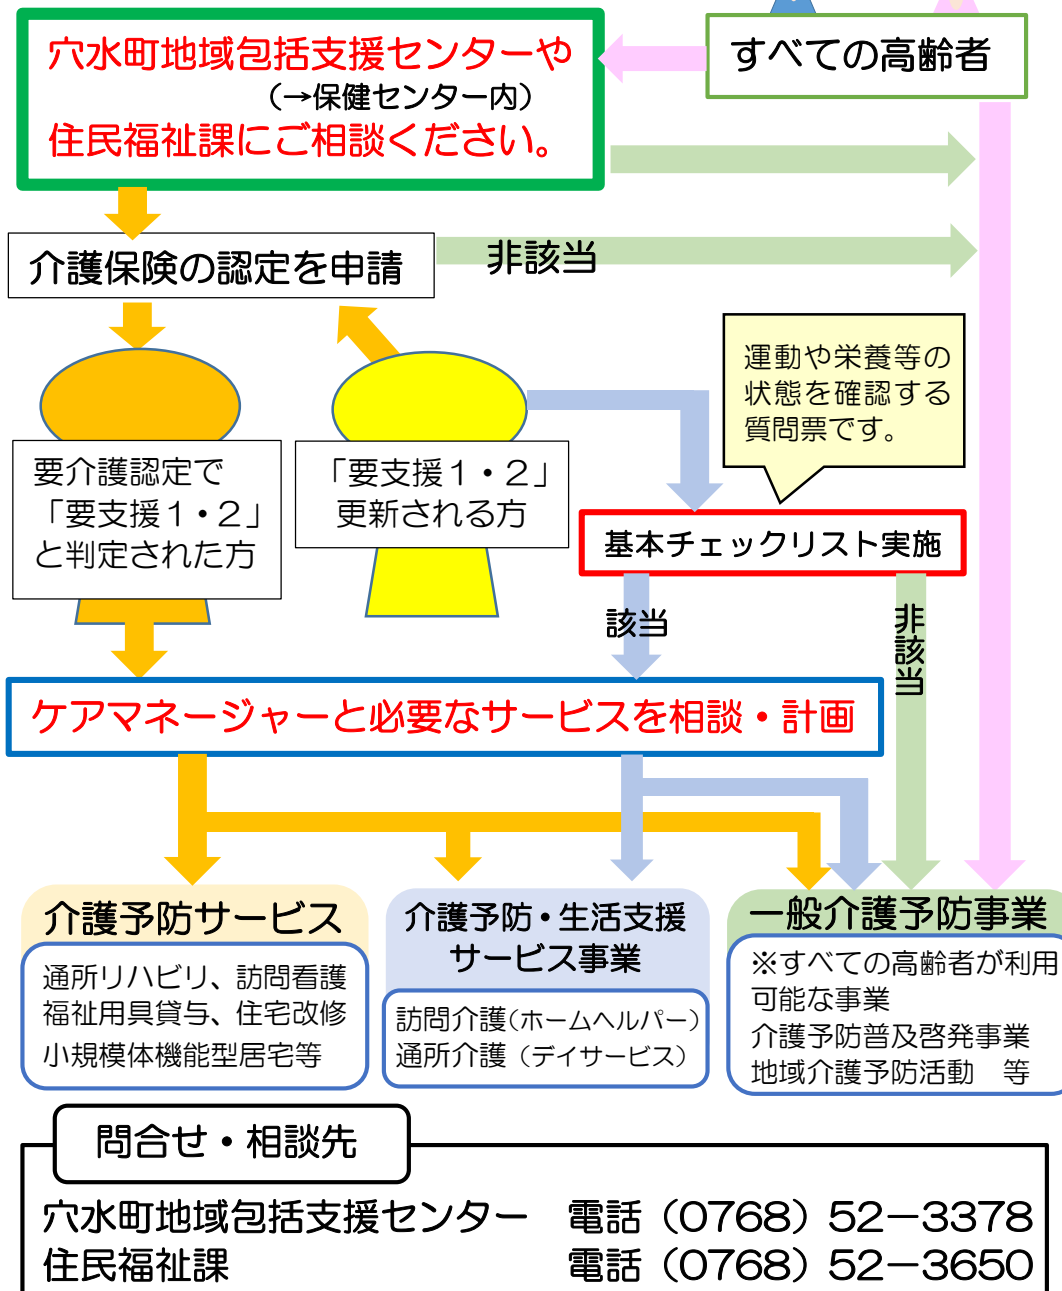 すべての高齢者
穴水町地域包括支援センターや
（→保健センター内）
住民福祉課にご相談ください。
介護保険の認定を申請
非該当
運動や栄養等の
状態を確認する
質問票です。
要介護認定で
「要支援１・２」
と判定された方
「要支援１・２」
更新される方
基本チェックリスト実施
該当
非該当
ケアマネージャーと必要なサービスを相談・計画
介護予防サービス
通所リハビリ、訪問看護
福祉用具貸与、住宅改修
小規模体機能型居宅等
介護予防・生活支援
サービス事業
訪問介護（ホームヘルパー）
通所介護（デイサービス）
一般介護予防事業
※すべての高齢者が利用
可能な事業
介護予防普及啓発事業
地域介護予防活動　等
問合せ・相談先
穴水町地域包括支援センター　電話（0768）52－3378
住民福祉課　電話（0768）52－3650